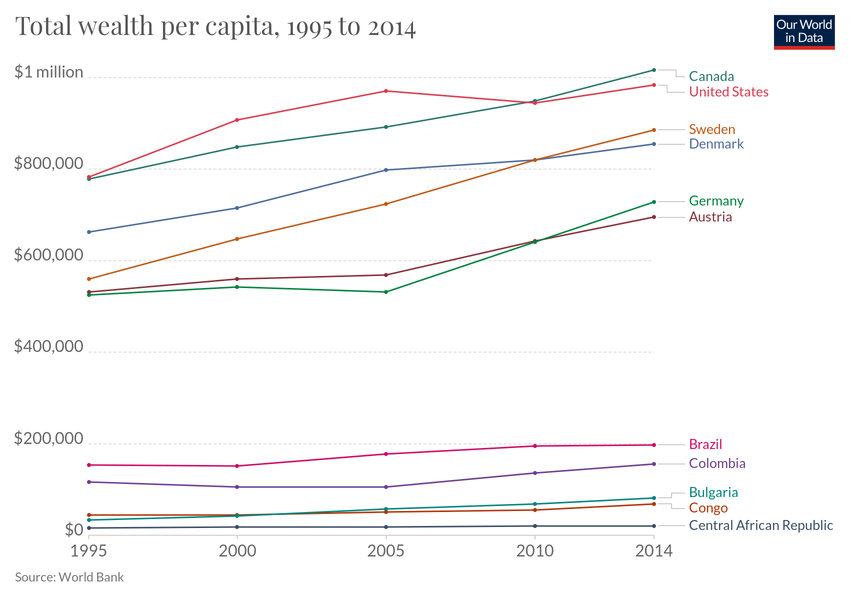 Total wealth per capita, 1995 to 2014
Our World
in Data
$1 million
$800,000
$600,000
$400,000
$200,000
$0
Canada
United States
Sweden
Denmark
Germany
Austria
Brazil
Colombia
Bulgaria
Congo
Central African Republic
1995 2000 2005 2010 2014
Source: World Bank